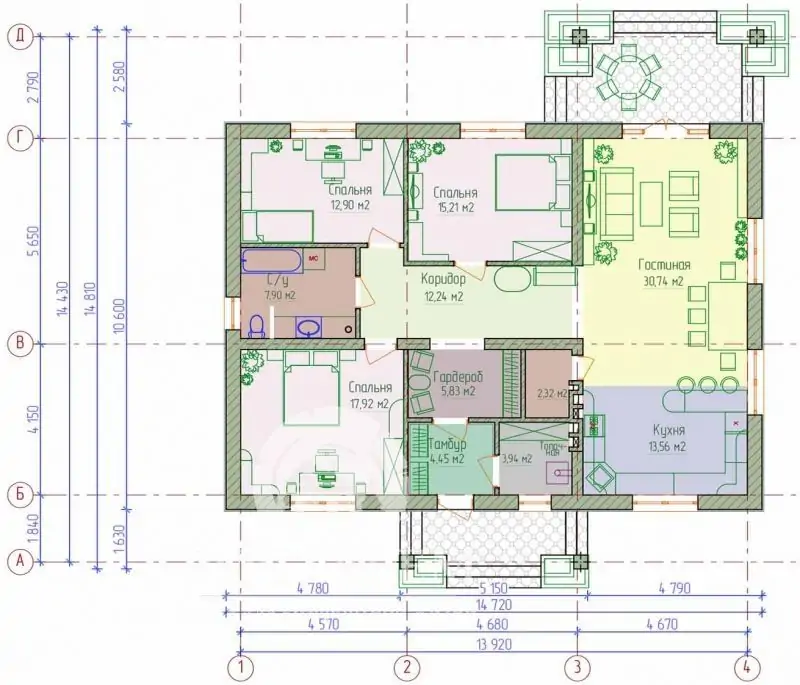 Д
Г
В
Б
А
2 790
5 650
4 150
1 840
14 430
14 810
2 580
10 600
1 630
Спальня
12,90 м2
Спальня
15,21 м2
Гостиная
30,74 м2
С/у
7,90 м2
МС
Коридор
12,24 м2
Спальня
17,92 м2
Гардероб
5,83 м2
2,32 м2
Кухня
13,56 м2
х
Тамбур
4,45 м2
Топоч-
ная
3,94 м2
4 780
5 150
4 790
14 720
4 570
4 680
4 670
13 920
1
2
3
4